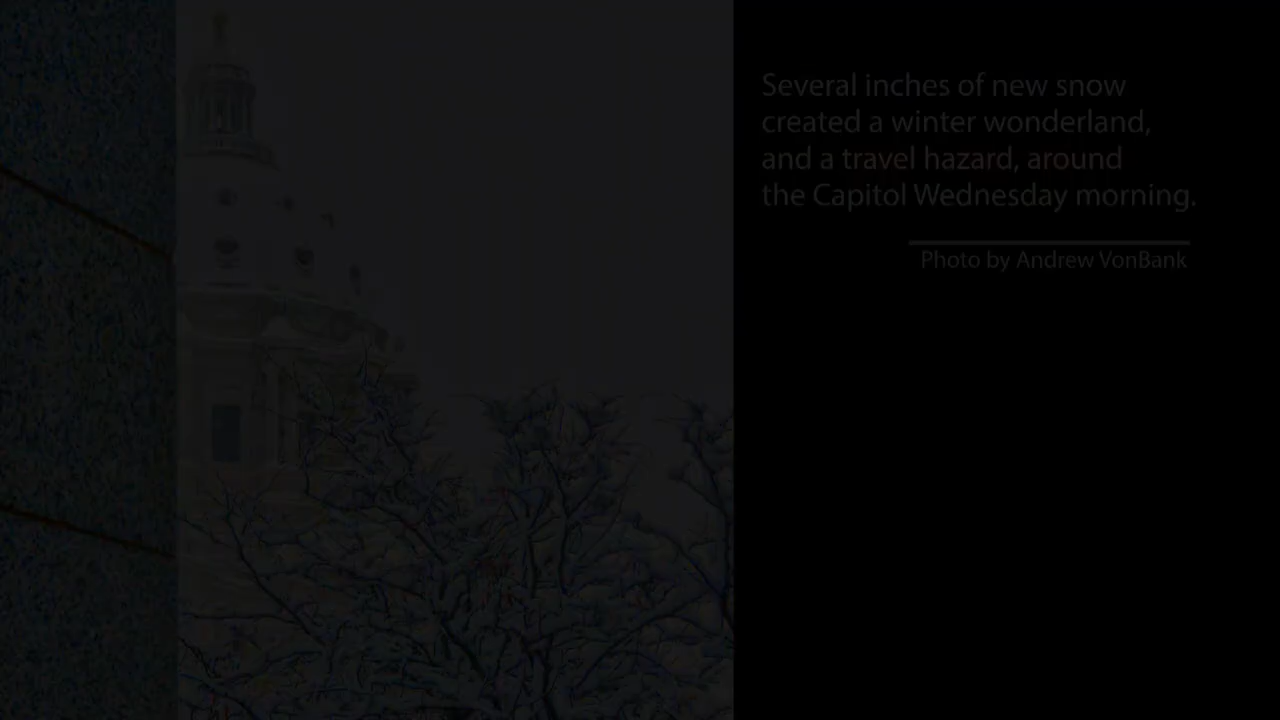 Several inches of new snow
created a winter wonderland,
and a travel hazard, around
the Capitol Wednesday morning.
Photo by Andrew VonBank